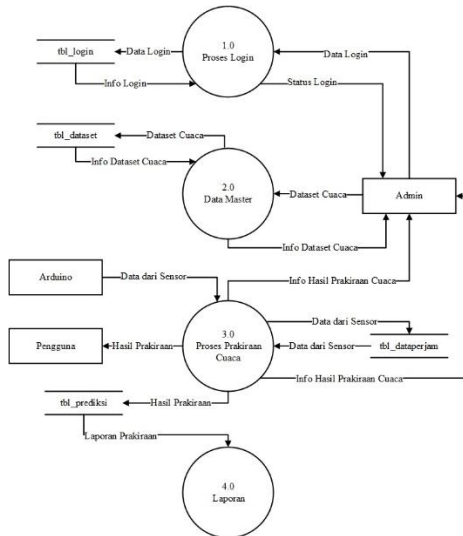 1.0
Proses Login
tbl_login
Data Login
Data Login
Info Login
Status Login
tbl_dataset
Dataset Cuaca
Info Dataset Cuaca
2.0
Data Master
Dataset Cuaca
Admin
Info Dataset Cuaca
Arduino
Data dari Sensor
Info Hasil Prakiraan Cuaca
3.0
Proses Prakiraan
Cuaca
Data dari Sensor
Pengguna
Hasil Prakiraan
Data dari Sensor
tbl_dataperjam
Info Hasil Prakiraan Cuaca
tbl_prediksi
Hasil Prakiraan
Laporan Prakiraan
4.0
Laporan